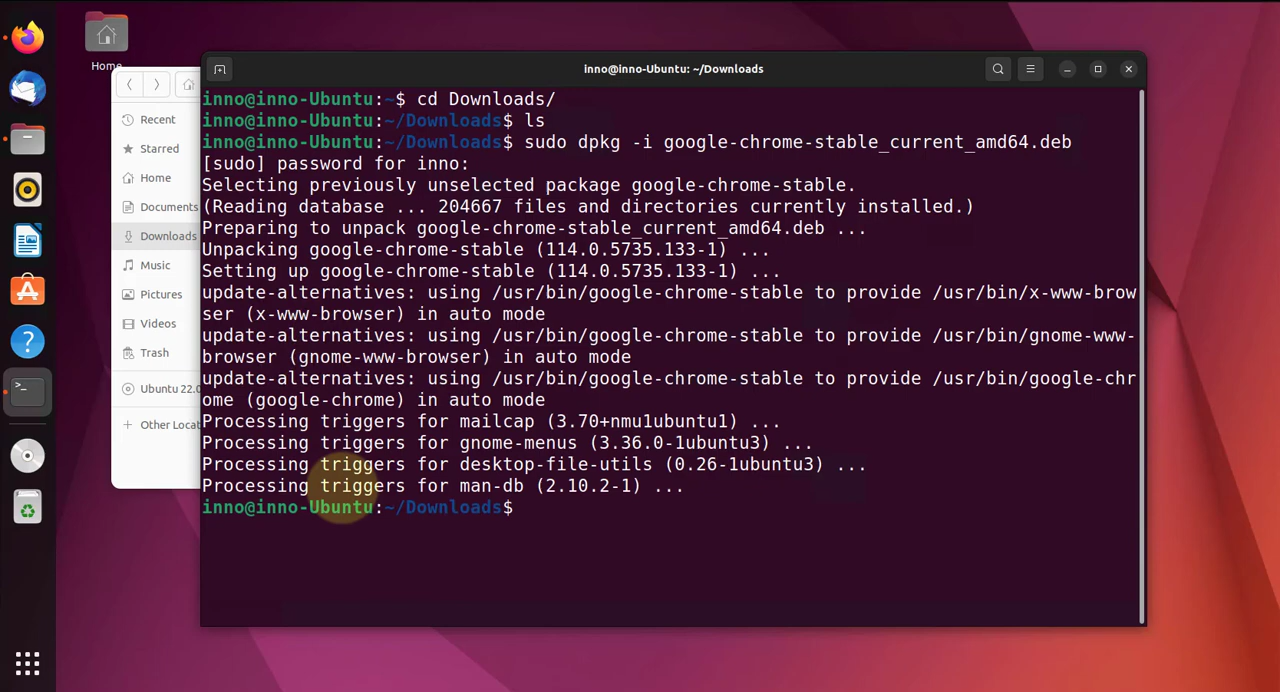 Home
inno@inno-Ubuntu: ~/Downloads
Recent
Starred
Home
Documents
Downloads
Music
Pictures
Videos
Trash
Ubuntu 22.0
Other Locat
inno@inno-Ubuntu:~$ cd Downloads/
inno@inno-Ubuntu:~/Downloads$ ls
inno@inno-Ubuntu:~/Downloads$ sudo dpkg -i google-chrome-stable_current_amd64.deb
[sudo] password for inno:
Selecting previously unselected package google-chrome-stable.
(Reading database ... 204667 files and directories currently installed.)
Preparing to unpack google-chrome-stable_current_amd64.deb ...
Unpacking google-chrome-stable (114.0.5735.133-1) ...
Setting up google-chrome-stable (114.0.5735.133-1) ...
update-alternatives: using /usr/bin/google-chrome-stable to provide /usr/bin/x-www-brow
ser (x-www-browser) in auto mode
update-alternatives: using /usr/bin/google-chrome-stable to provide /usr/bin/gnome-www-
browser (gnome-www-browser) in auto mode
update-alternatives: using /usr/bin/google-chrome-stable to provide /usr/bin/google-chr
ome (google-chrome) in auto mode
Processing triggers for mailcap (3.70+nmu1ubuntu1) ...
Processing triggers for gnome-menus (3.36.0-1ubuntu3) ...
Processing triggers for desktop-file-utils (0.26-1ubuntu3) ...
Processing triggers for man-db (2.10.2-1) ...
inno@inno-Ubuntu:~/Downloads$